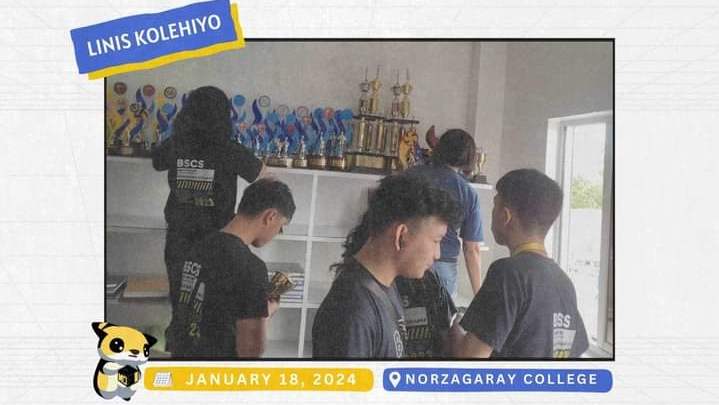 LINIS KOLEHIYO
BSCS
BSCS
BSCS
JANUARY 18, 2024
NORZAGARAY COLLEGE